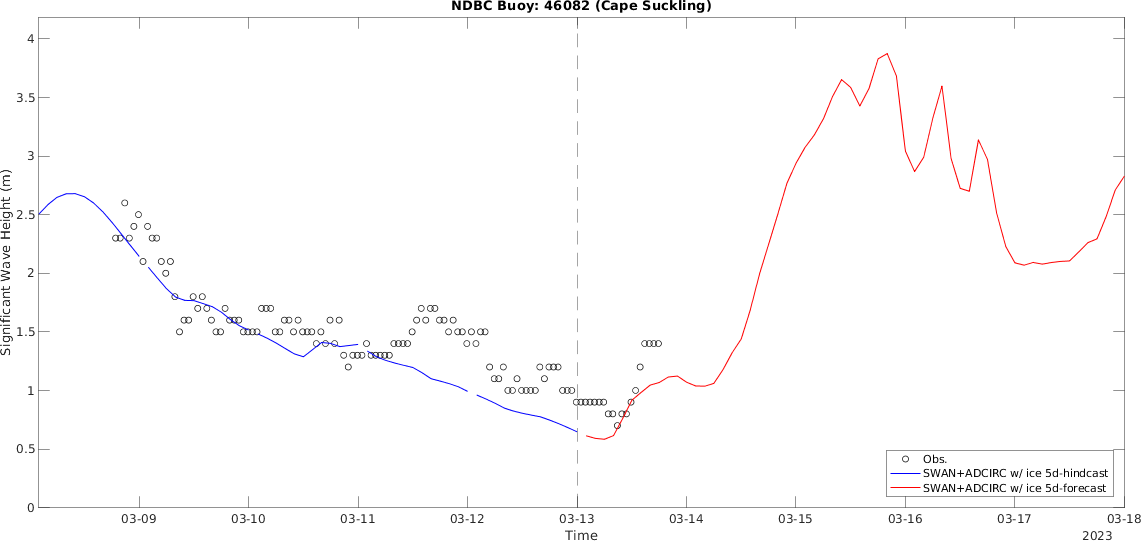 NDBC Buoy: 46082 (Cape Suckling)
Significant Wave Height (m)
4
3.5
3
2.5
2
1.5
1
0.5
0
Obs.
SWAN+ADCIRC w/ ice 5d-hindcast
SWAN+ADCIRC w/ ice 5d-forecast
03-09 03-10 03-11 03-12 03-13 03-14 03-15 03-16 03-17 03-18
Time
2023